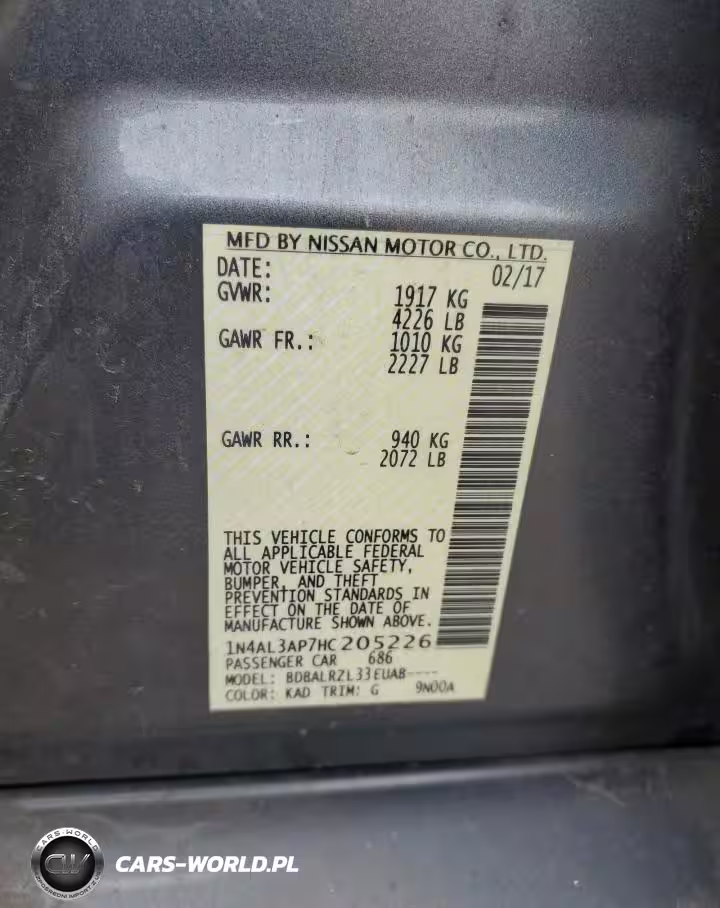 MFD BY NISSAN MOTOR CO., LTD.
DATE: 02/17
GVWR: 1917 KG
4226 LB
GAWR FR.: 1010 KG
2227 LB
GAWR RR.: 940 KG
2072 LB
THIS VEHICLE CONFORMS TO
ALL APPLICABLE FEDERAL
MOTOR VEHICLE SAFETY,
BUMPER, AND THEFT
PREVENTION STANDARDS IN
EFFECT ON THE DATE OF
MANUFACTURE SHOWN ABOVE.
1N4AL3AP7HC205226
PASSENGER CAR 686
MODEL: BDBALRZL33EUAB----
COLOR: KAD TRIM: G 9N00A
CARS-WORLD
CW
CARS-WORLD.PL